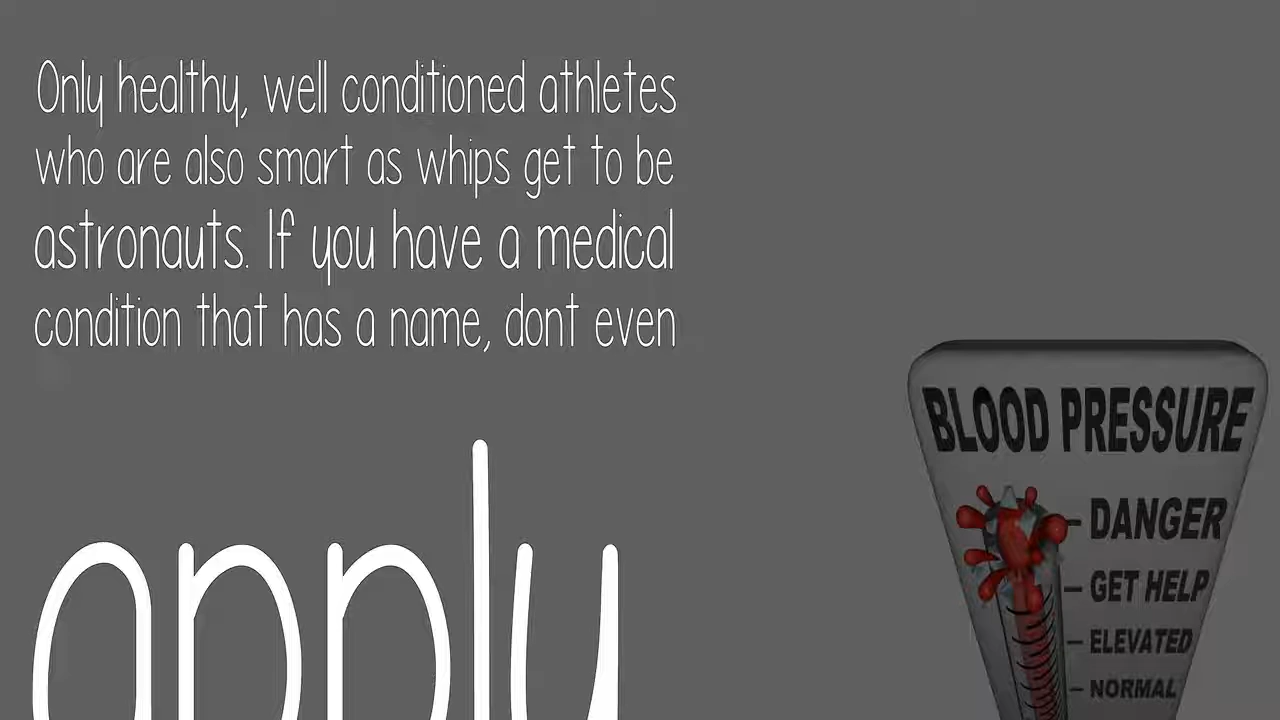 Only healthy, well conditioned athletes
who are also smart as whips get to be
astronauts. If you have a medical
condition that has a name, dont even
apply
BLOOD PRESSURE
DANGER
GET HELP
ELEVATED
NORMAL